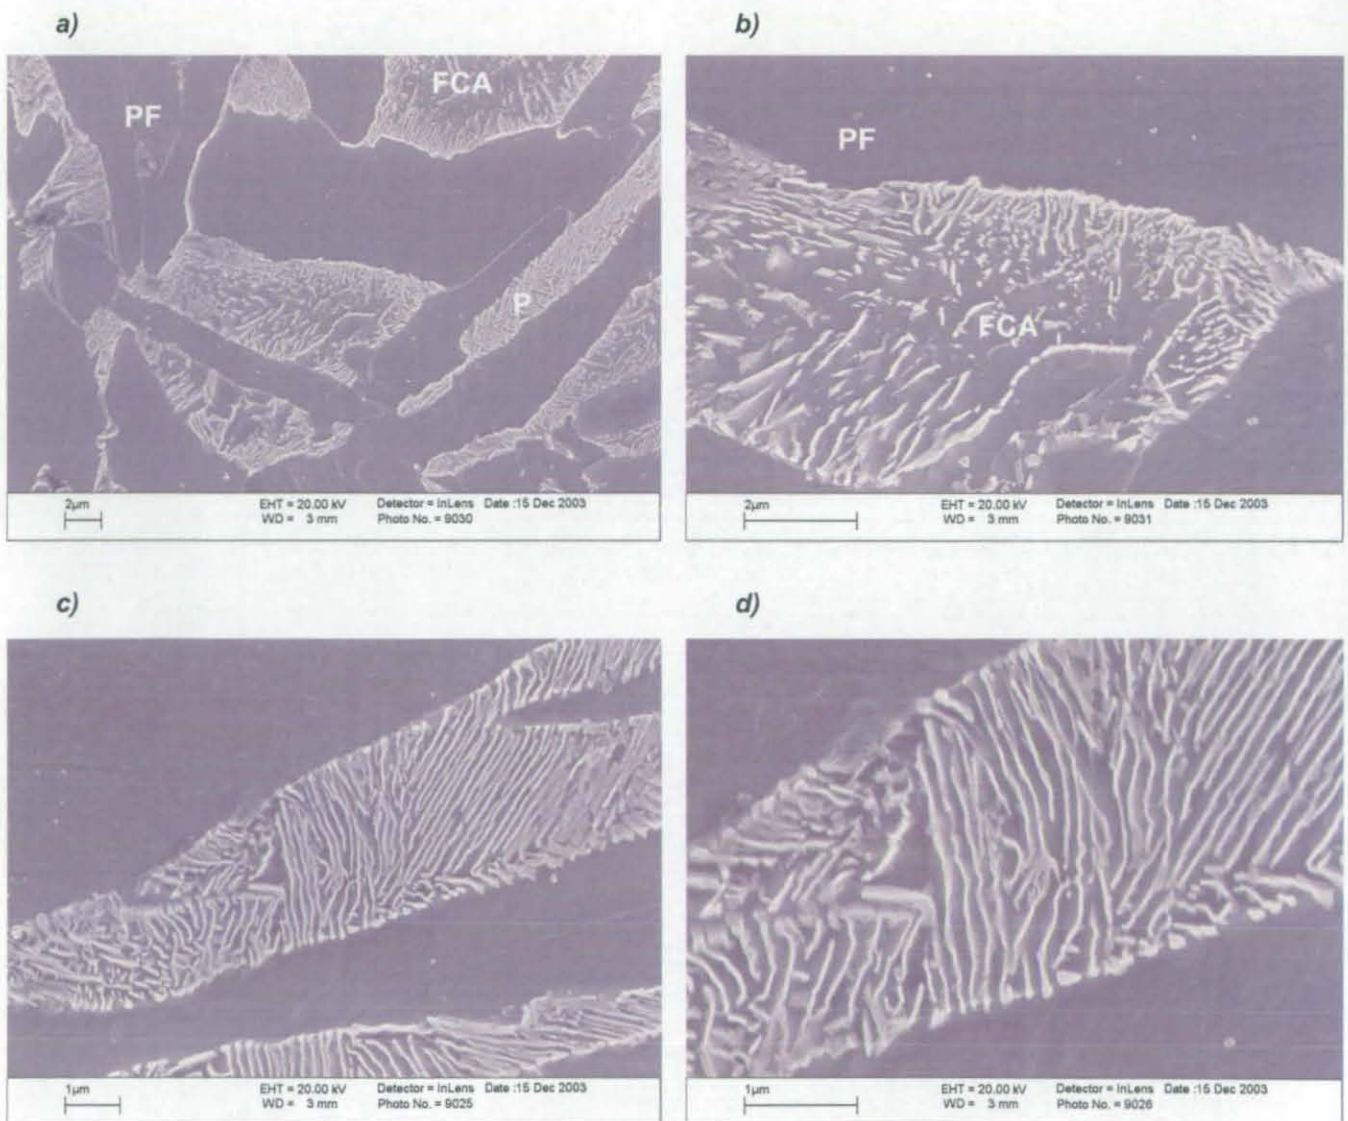 a)
PF
FCA
P
2µm
EHT = 20.00 kV Detector = InLens Date :15 Dec 2003
WD = 3 mm Photo No. = 9030
b)
PF
FCA
2µm
EHT = 20.00 kV Detector = InLens Date :15 Dec 2003
WD = 3 mm Photo No. = 9031
c)
1µm
EHT = 20.00 kV Detector = InLens Date :15 Dec 2003
WD = 3 mm Photo No. = 9025
d)
1µm
EHT = 20.00 kV Detector = InLens Date :15 Dec 2003
WD = 3 mm Photo No. = 9026